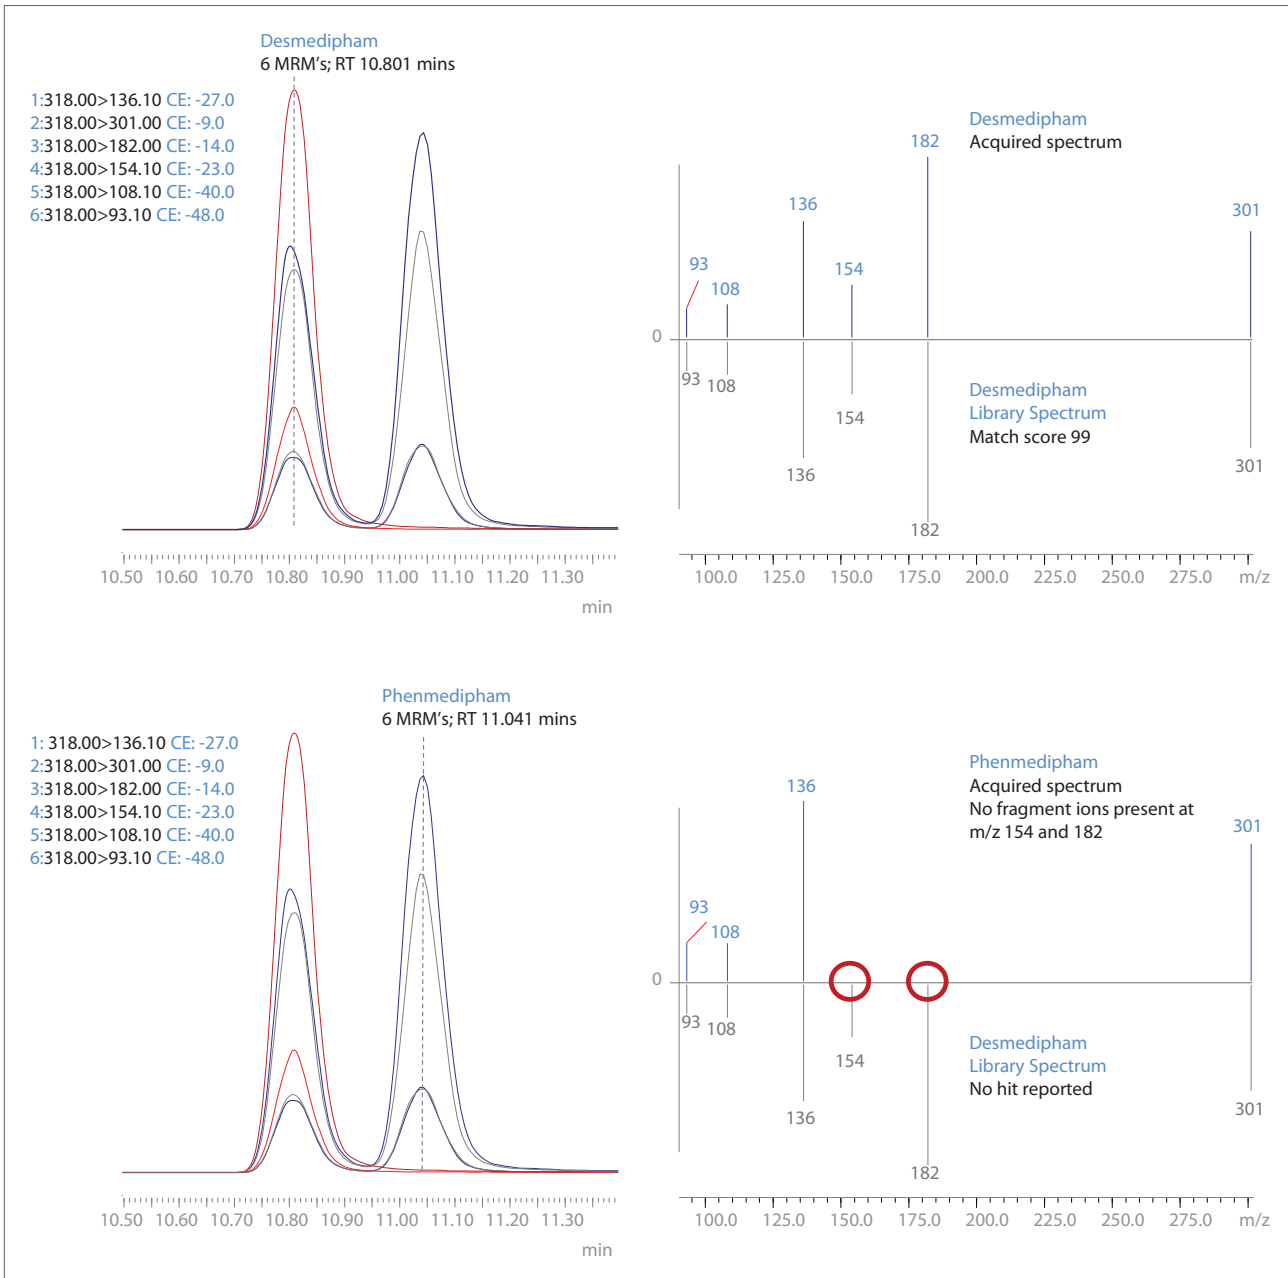 Desmedipham
6 MRM's; RT 10.801 mins
1:318.00>136.10 CE: -27.0
2:318.00>301.00 CE: -9.0
3:318.00>182.00 CE: -14.0
4:318.00>154.10 CE: -23.0
5:318.00>108.10 CE: -40.0
6:318.00>93.10 CE: -48.0
10.50 10.60 10.70 10.80 10.90 11.00 11.10 11.20 11.30
min
Desmedipham
Acquired spectrum
182
136
301
93
108
154
0
93
108
154
136
182
301
Desmedipham
Library Spectrum
Match score 99
100.0 125.0 150.0 175.0 200.0 225.0 250.0 275.0 m/z
Phenmedipham
6 MRM's; RT 11.041 mins
1: 318.00>136.10 CE: -27.0
2:318.00>301.00 CE: -9.0
3:318.00>182.00 CE: -14.0
4:318.00>154.10 CE: -23.0
5:318.00>108.10 CE: -40.0
6:318.00>93.10 CE: -48.0
10.50 10.60 10.70 10.80 10.90 11.00 11.10 11.20 11.30
min
Phenmedipham
Acquired spectrum
No fragment ions present at
m/z 154 and 182
136
301
93
108
0
93
108
154
136
182
301
Desmedipham
Library Spectrum
No hit reported
100.0 125.0 150.0 175.0 200.0 225.0 250.0 275.0 m/z